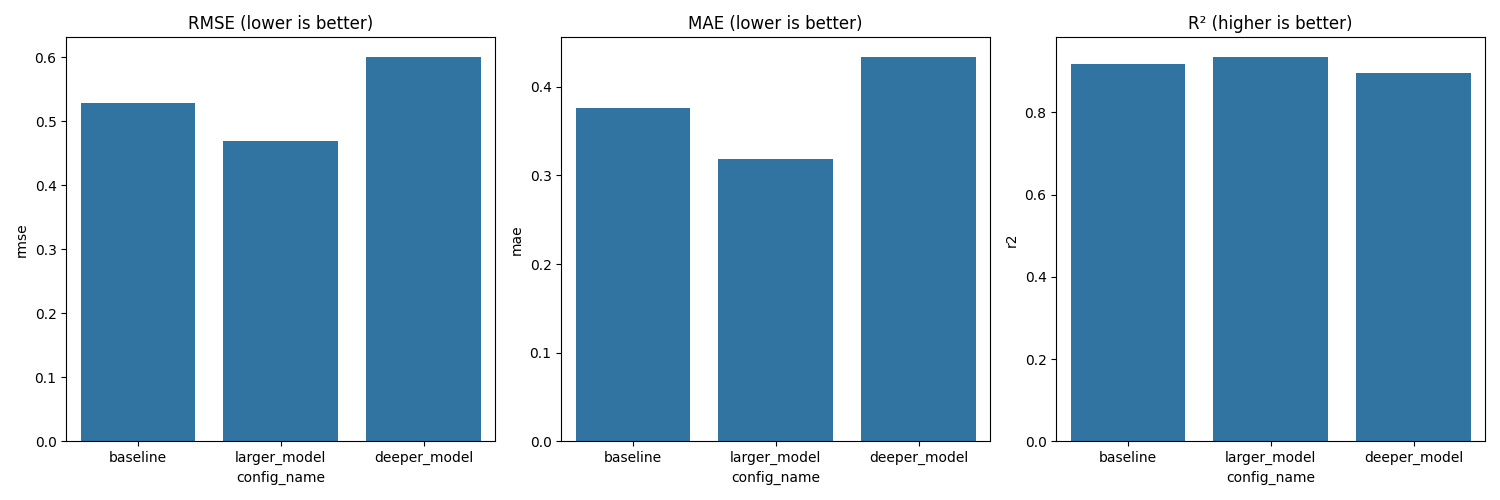 RMSE (lower is better)
0.6
0.5
0.4
0.3
0.2
0.1
0.0
rmse
baseline larger_model deeper_model
config_name
MAE (lower is better)
0.4
0.3
0.2
0.1
0.0
mae
baseline larger_model deeper_model
config_name
R² (higher is better)
0.8
0.6
0.4
0.2
0.0
r2
baseline larger_model deeper_model
config_name